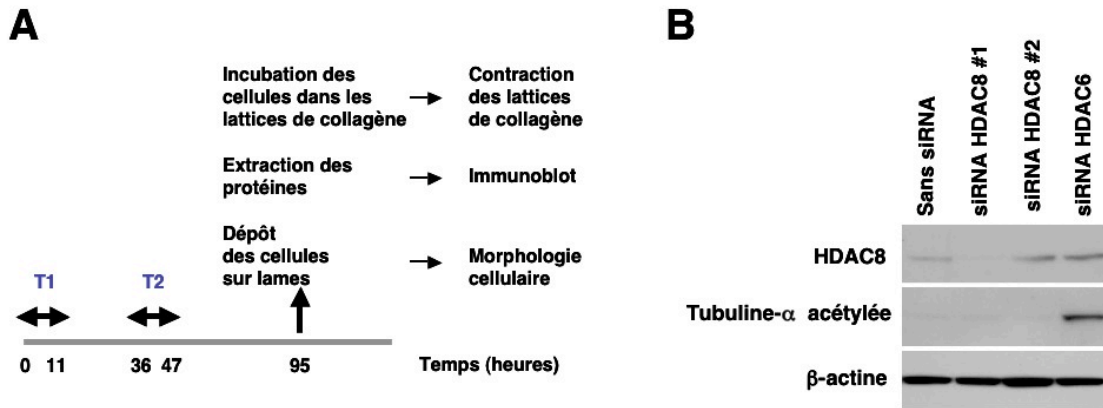 A
Incubation des
cellules dans les
lattices de collagène
Contraction
des lattices
de collagène
Extraction des
protéines
Immunoblot
Dépôt
des cellules
sur lames
Morphologie
cellulaire
T1
T2
0 11 36 47 95 Temps (heures)
B
Sans siRNA
siRNA HDAC8 #1
siRNA HDAC8 #2
siRNA HDAC6
HDAC8
Tubuline-α acétylée
β-actine